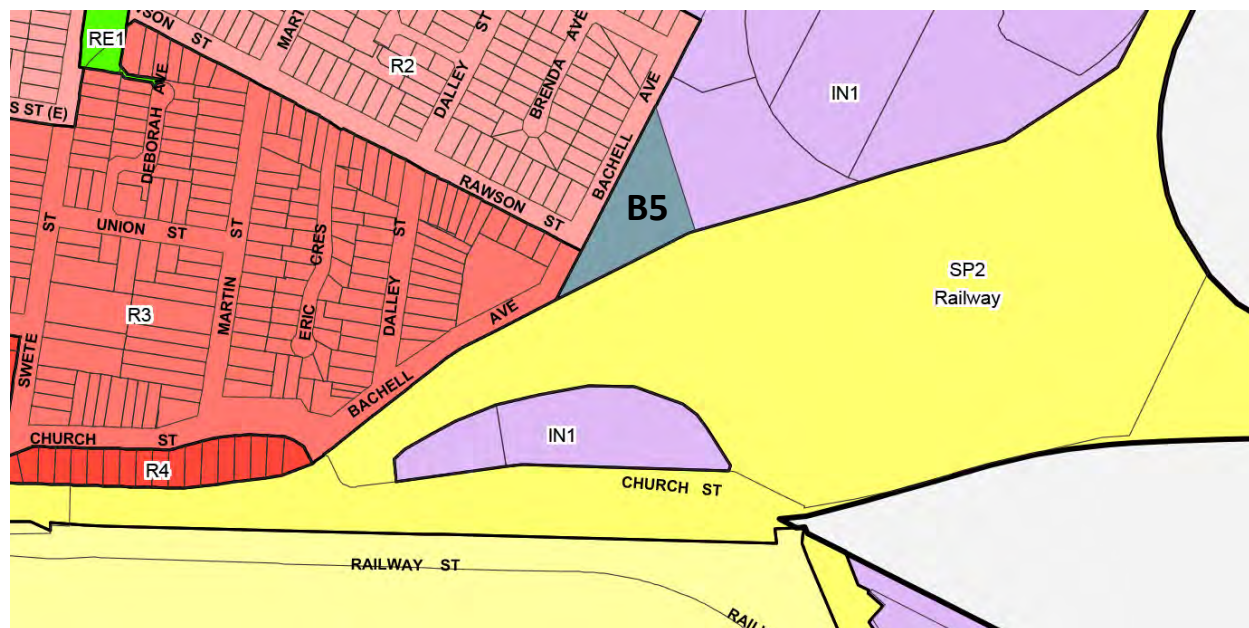 RE1
SON ST
MART
R2
DALLEY ST
BRENDA AVE
BACHELL AVE
IN1
S ST (E)
DEBORAH AVE
B5
RAWSON ST
UNION ST
ST
ST
CRES
ST
SP2
Railway
R3
MARTIN
ERIC
DALLEY
AVE
SWETE
BACHELL
CHURCH ST
IN1
R4
CHURCH ST
RAILWAY ST
RAIL